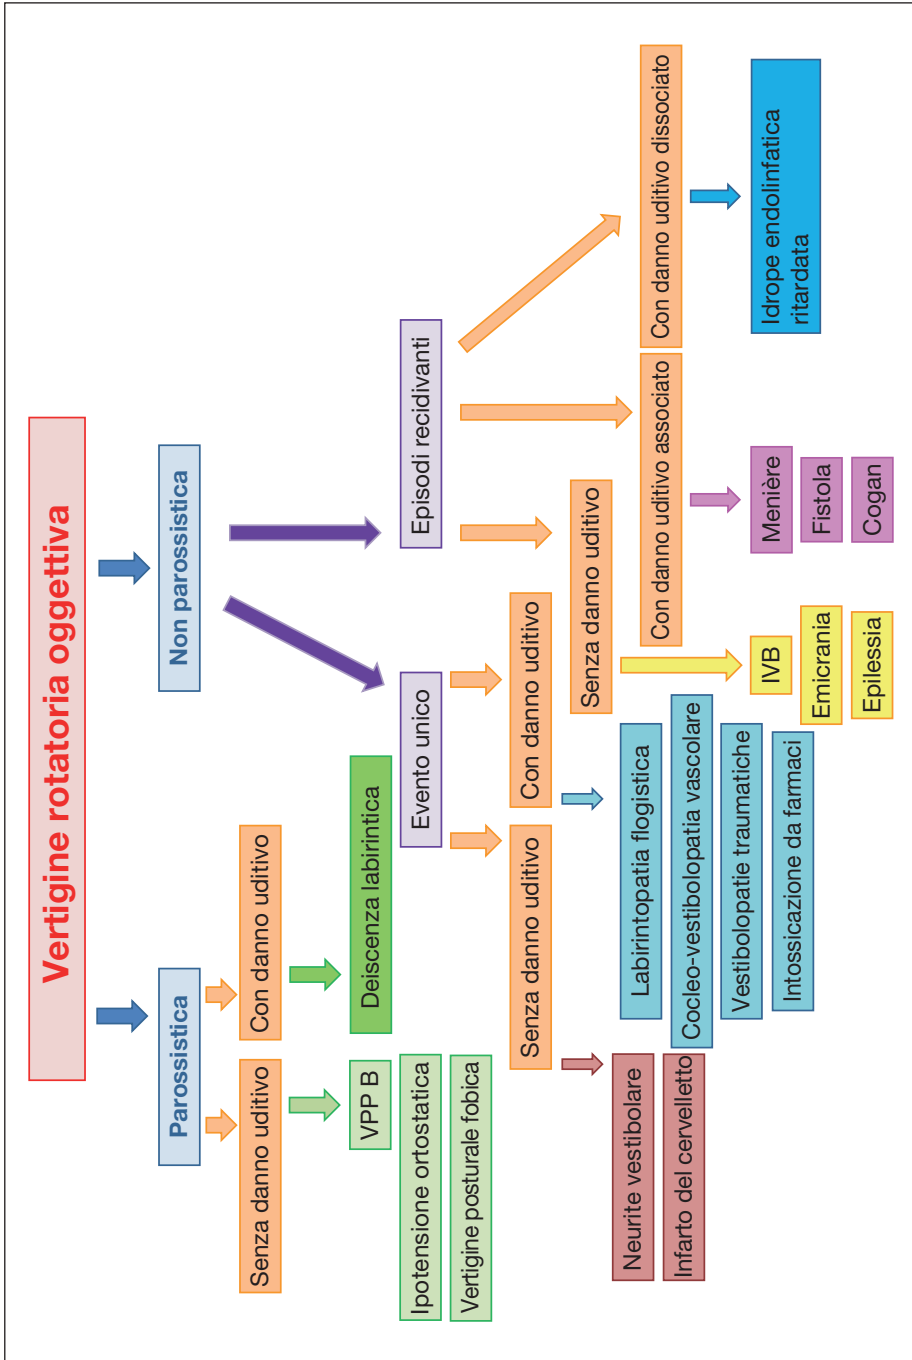 Vertigine rotatoria oggettiva
Parossistica
Non parossistica
Senza danno uditivo
Con danno uditivo
VPP B
Ipotensione ortostatica
Vertigine posturale fobica
Deiscenza labirintica
Evento unico
Episodi recidivanti
Senza danno uditivo
Con danno uditivo
Senza danno uditivo
Con danno uditivo associato
Con danno uditivo dissociato
Neurite vestibolare
Infarto del cervelletto
Labirintopatia flogistica
Cocleo-vestibolopatia vascolare
Vestibolopatie traumatiche
Intossicazione da farmaci
IVB
Emicrania
Epilessia
Menière
Fistola
Cogan
Idrope endolinfatica
ritardata